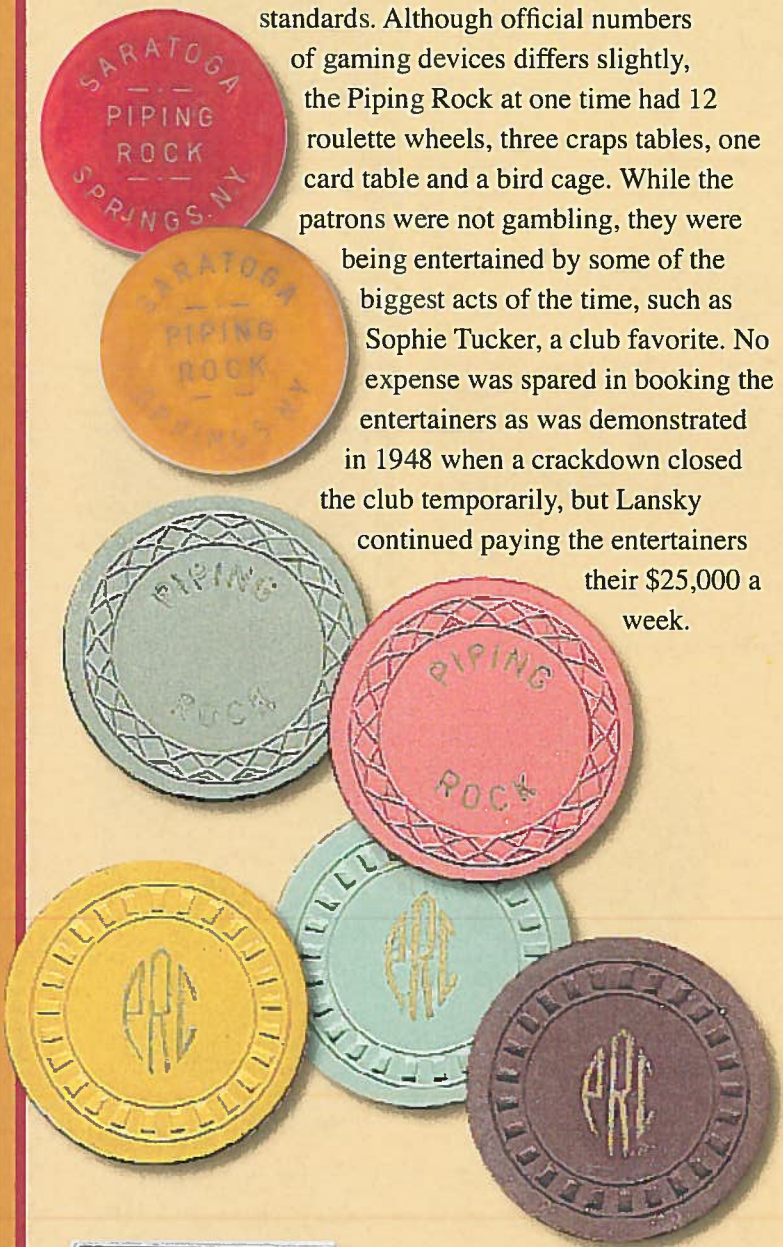 standards. Although official numbers
of gaming devices differs slightly,
the Piping Rock at one time had 12
roulette wheels, three craps tables, one
card table and a bird cage. While the
patrons were not gambling, they were
being entertained by some of the
biggest acts of the time, such as
Sophie Tucker, a club favorite. No
expense was spared in booking the
entertainers as was demonstrated
in 1948 when a crackdown closed
the club temporarily, but Lansky
continued paying the entertainers
their $25,000 a
week.
SARATOGA
PIPING
ROCK
SPRINGS. N.Y
SARATOGA
PIPING
ROCK
SPRINGS NY
PIPING
ROCK
PIPING
ROCK
PRC
PRC
PRC